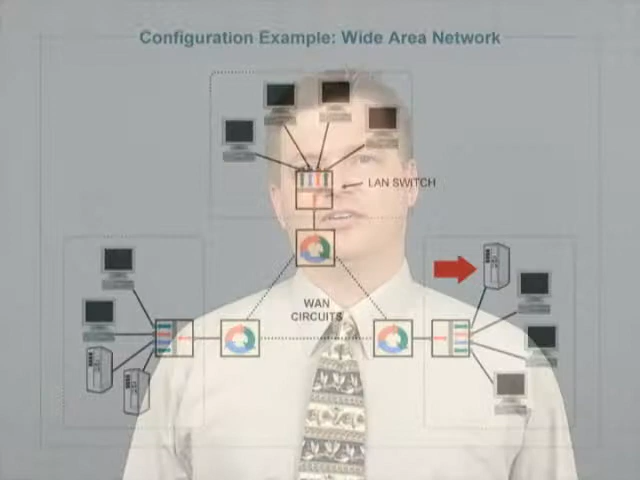 Configuration Example: Wide Area Network
LAN SWITCH
WAN
CIRCUITS